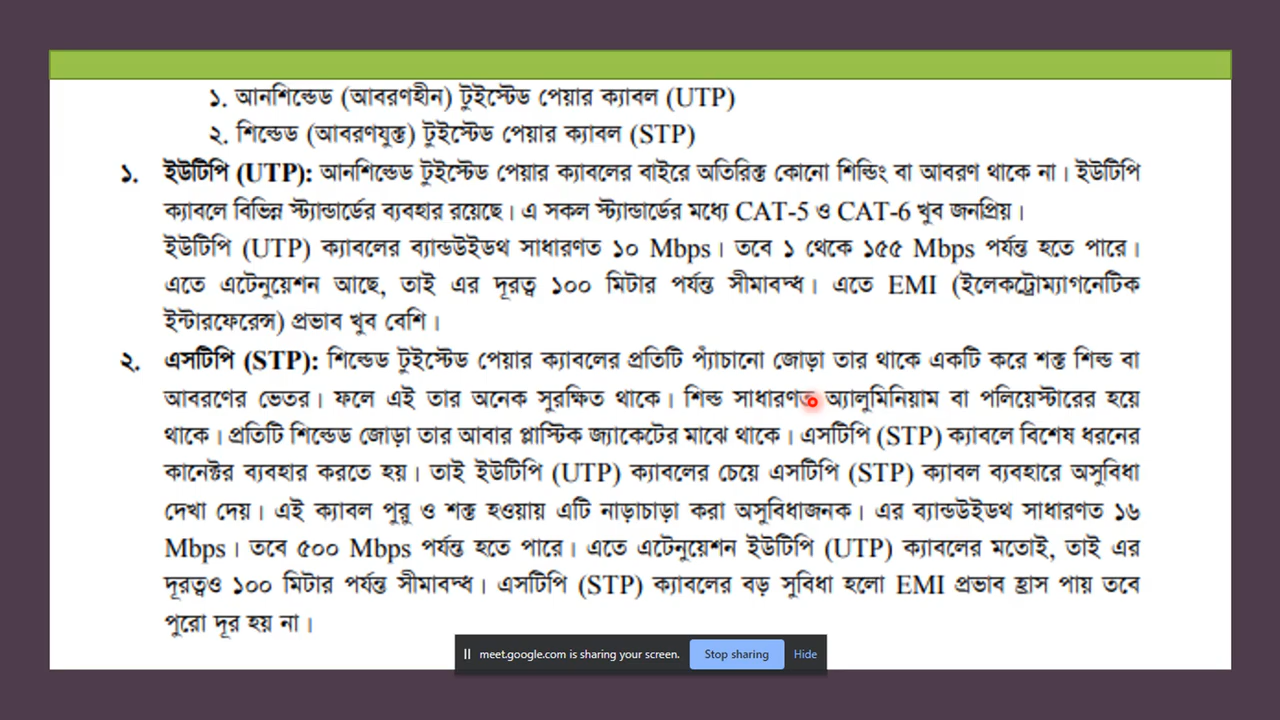 ১. আনশিল্ডেড (আবরণহীন) টুইস্টেড পেয়ার ক্যাবল (UTP)
২. শিল্ডেড (আবরণযুক্ত) টুইস্টেড পেয়ার ক্যাবল (STP)
১. ইউটিপি (UTP): আনশিল্ডেড টুইস্টেড পেয়ার ক্যাবলের বাইরে অতিরিক্ত কোনো শিল্ডিং বা আবরণ থাকে না। ইউটিপি
ক্যাবলে বিভিন্ন স্ট্যান্ডার্ডের ব্যবহার রয়েছে। এ সকল স্ট্যান্ডার্ডের মধ্যে CAT-5 ও CAT-6 খুব জনপ্রিয়।
ইউটিপি (UTP) ক্যাবলের ব্যান্ডউইডথ সাধারণত ১০ Mbps। তবে ১ থেকে ১৫৫ Mbps পর্যন্ত হতে পারে।
এতে এটেনুয়েশন আছে, তাই এর দূরত্ব ১০০ মিটার পর্যন্ত সীমাবদ্ধ। এতে EMI (ইলেকট্রোম্যাগনেটিক
ইন্টারফেরেন্স) প্রভাব খুব বেশি।
২. এসটিপি (STP): শিল্ডেড টুইস্টেড পেয়ার ক্যাবলের প্রতিটি প্যাঁচানো জোড়া তার থাকে একটি করে শক্ত শিল্ড বা
আবরণের ভেতর। ফলে এই তার অনেক সুরক্ষিত থাকে। শিল্ড সাধারণত অ্যালুমিনিয়াম বা পলিয়েস্টারের হয়ে
থাকে। প্রতিটি শিল্ডেড জোড়া তার আবার প্লাস্টিক জ্যাকেটের মাঝে থাকে। এসটিপি (STP) ক্যাবলে বিশেষ ধরনের
কানেক্টর ব্যবহার করতে হয়। তাই ইউটিপি (UTP) ক্যাবলের চেয়ে এসটিপি (STP) ক্যাবল ব্যবহারে অসুবিধা
দেখা দেয়। এই ক্যাবল পুরু ও শক্ত হওয়ায় এটি নাড়াচাড়া করা অসুবিধাজনক। এর ব্যান্ডউইডথ সাধারণত ১৬
Mbps। তবে ৫০০ Mbps পর্যন্ত হতে পারে। এতে এটেনুয়েশন ইউটিপি (UTP) ক্যাবলের মতোই, তাই এর
দূরত্বও ১০০ মিটার পর্যন্ত সীমাবদ্ধ। এসটিপি (STP) ক্যাবলের বড় সুবিধা হলো EMI প্রভাব হ্রাস পায় তবে
পুরো দূর হয় না।
meet.google.com is sharing your screen. Stop sharing Hide